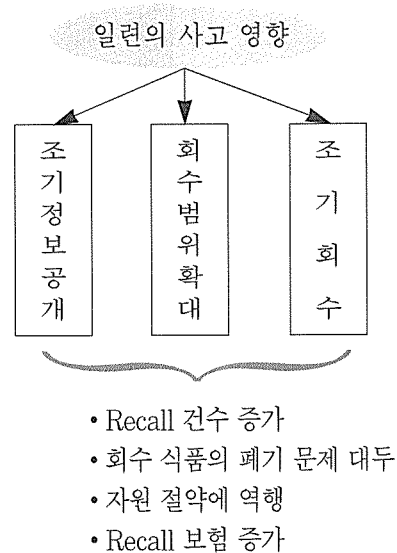 일련의 사고 영향
조기정보공개
회수범위확대
조기회수
• Recall 건수 증가
• 회수 식품의 폐기 문제 대두
• 자원 절약에 역행
• Recall 보험 증가